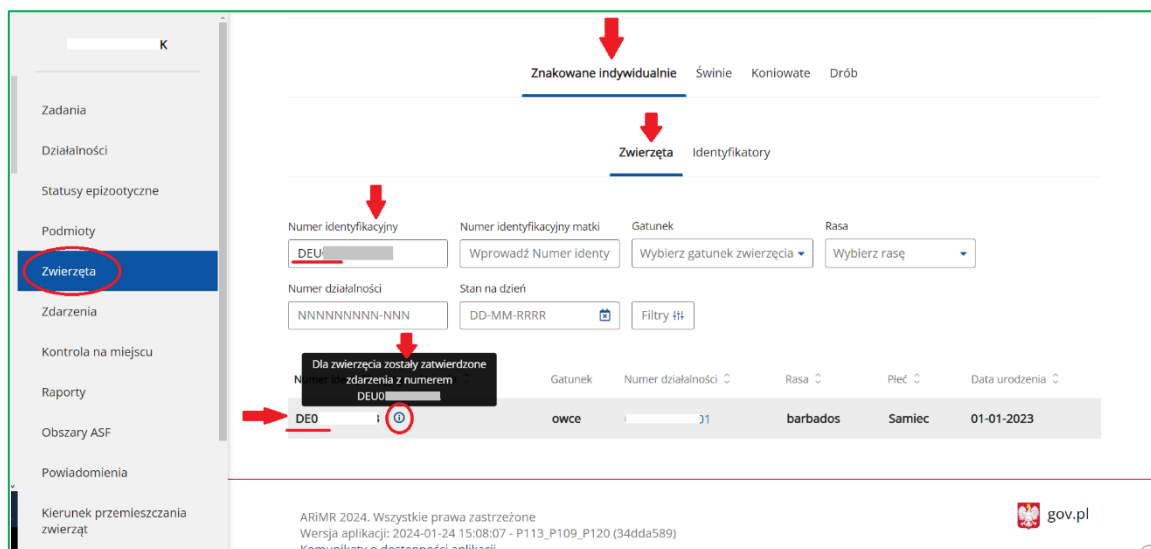 K
Zadania
Działalności
Statusy epizootyczne
Podmioty
Zwierzęta
Zdarzenia
Kontrola na miejscu
Raporty
Obszary ASF
Powiadomienia
Kierunek przemieszczania
zwierząt
Znakowane indywidualnie Świnie Koniowate Drób
Zwierzęta Identyfikatory
Numer identyfikacyjny Numer identyfikacyjny matki Gatunek Rasa
DEU Wprowadź Numer identy Wybierz gatunek zwierzęcia Wybierz rasę
Numer działalności Stan na dzień
NNNNNNNNN-NNN DD-MM-RRRR Filtry
Dla zwierzęcia zostały zatwierdzone
zdarzenia z numerem
DEU0
Gatunek Numer działalności Rasa Płeć Data urodzenia
DE0 owce 01 barbados Samiec 01-01-2023
ARiMR 2024. Wszystkie prawa zastrzeżone
Wersja aplikacji: 2024-01-24 15:08:07 - P113_P109_P120 (34dda589)
Komunikaty o dostępności aplikacji
gov.pl